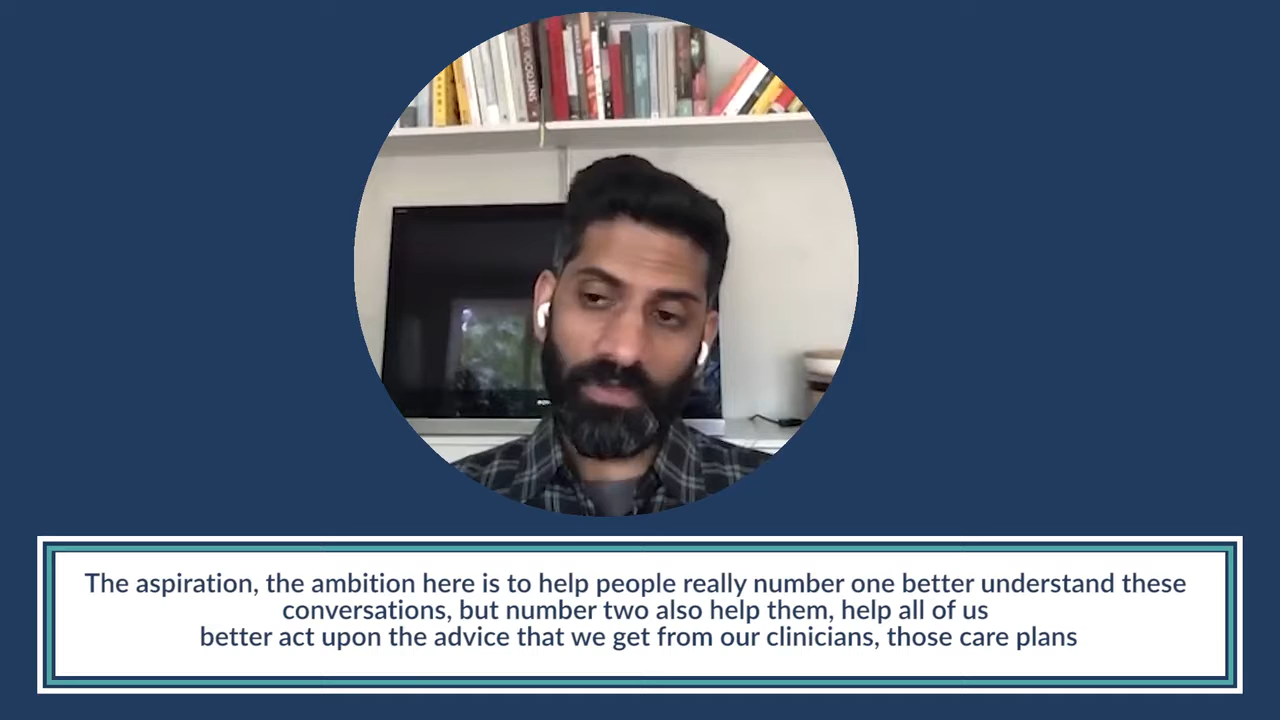 The aspiration, the ambition here is to help people really number one better understand these
conversations, but number two also help them, help all of us
better act upon the advice that we get from our clinicians, those care plans